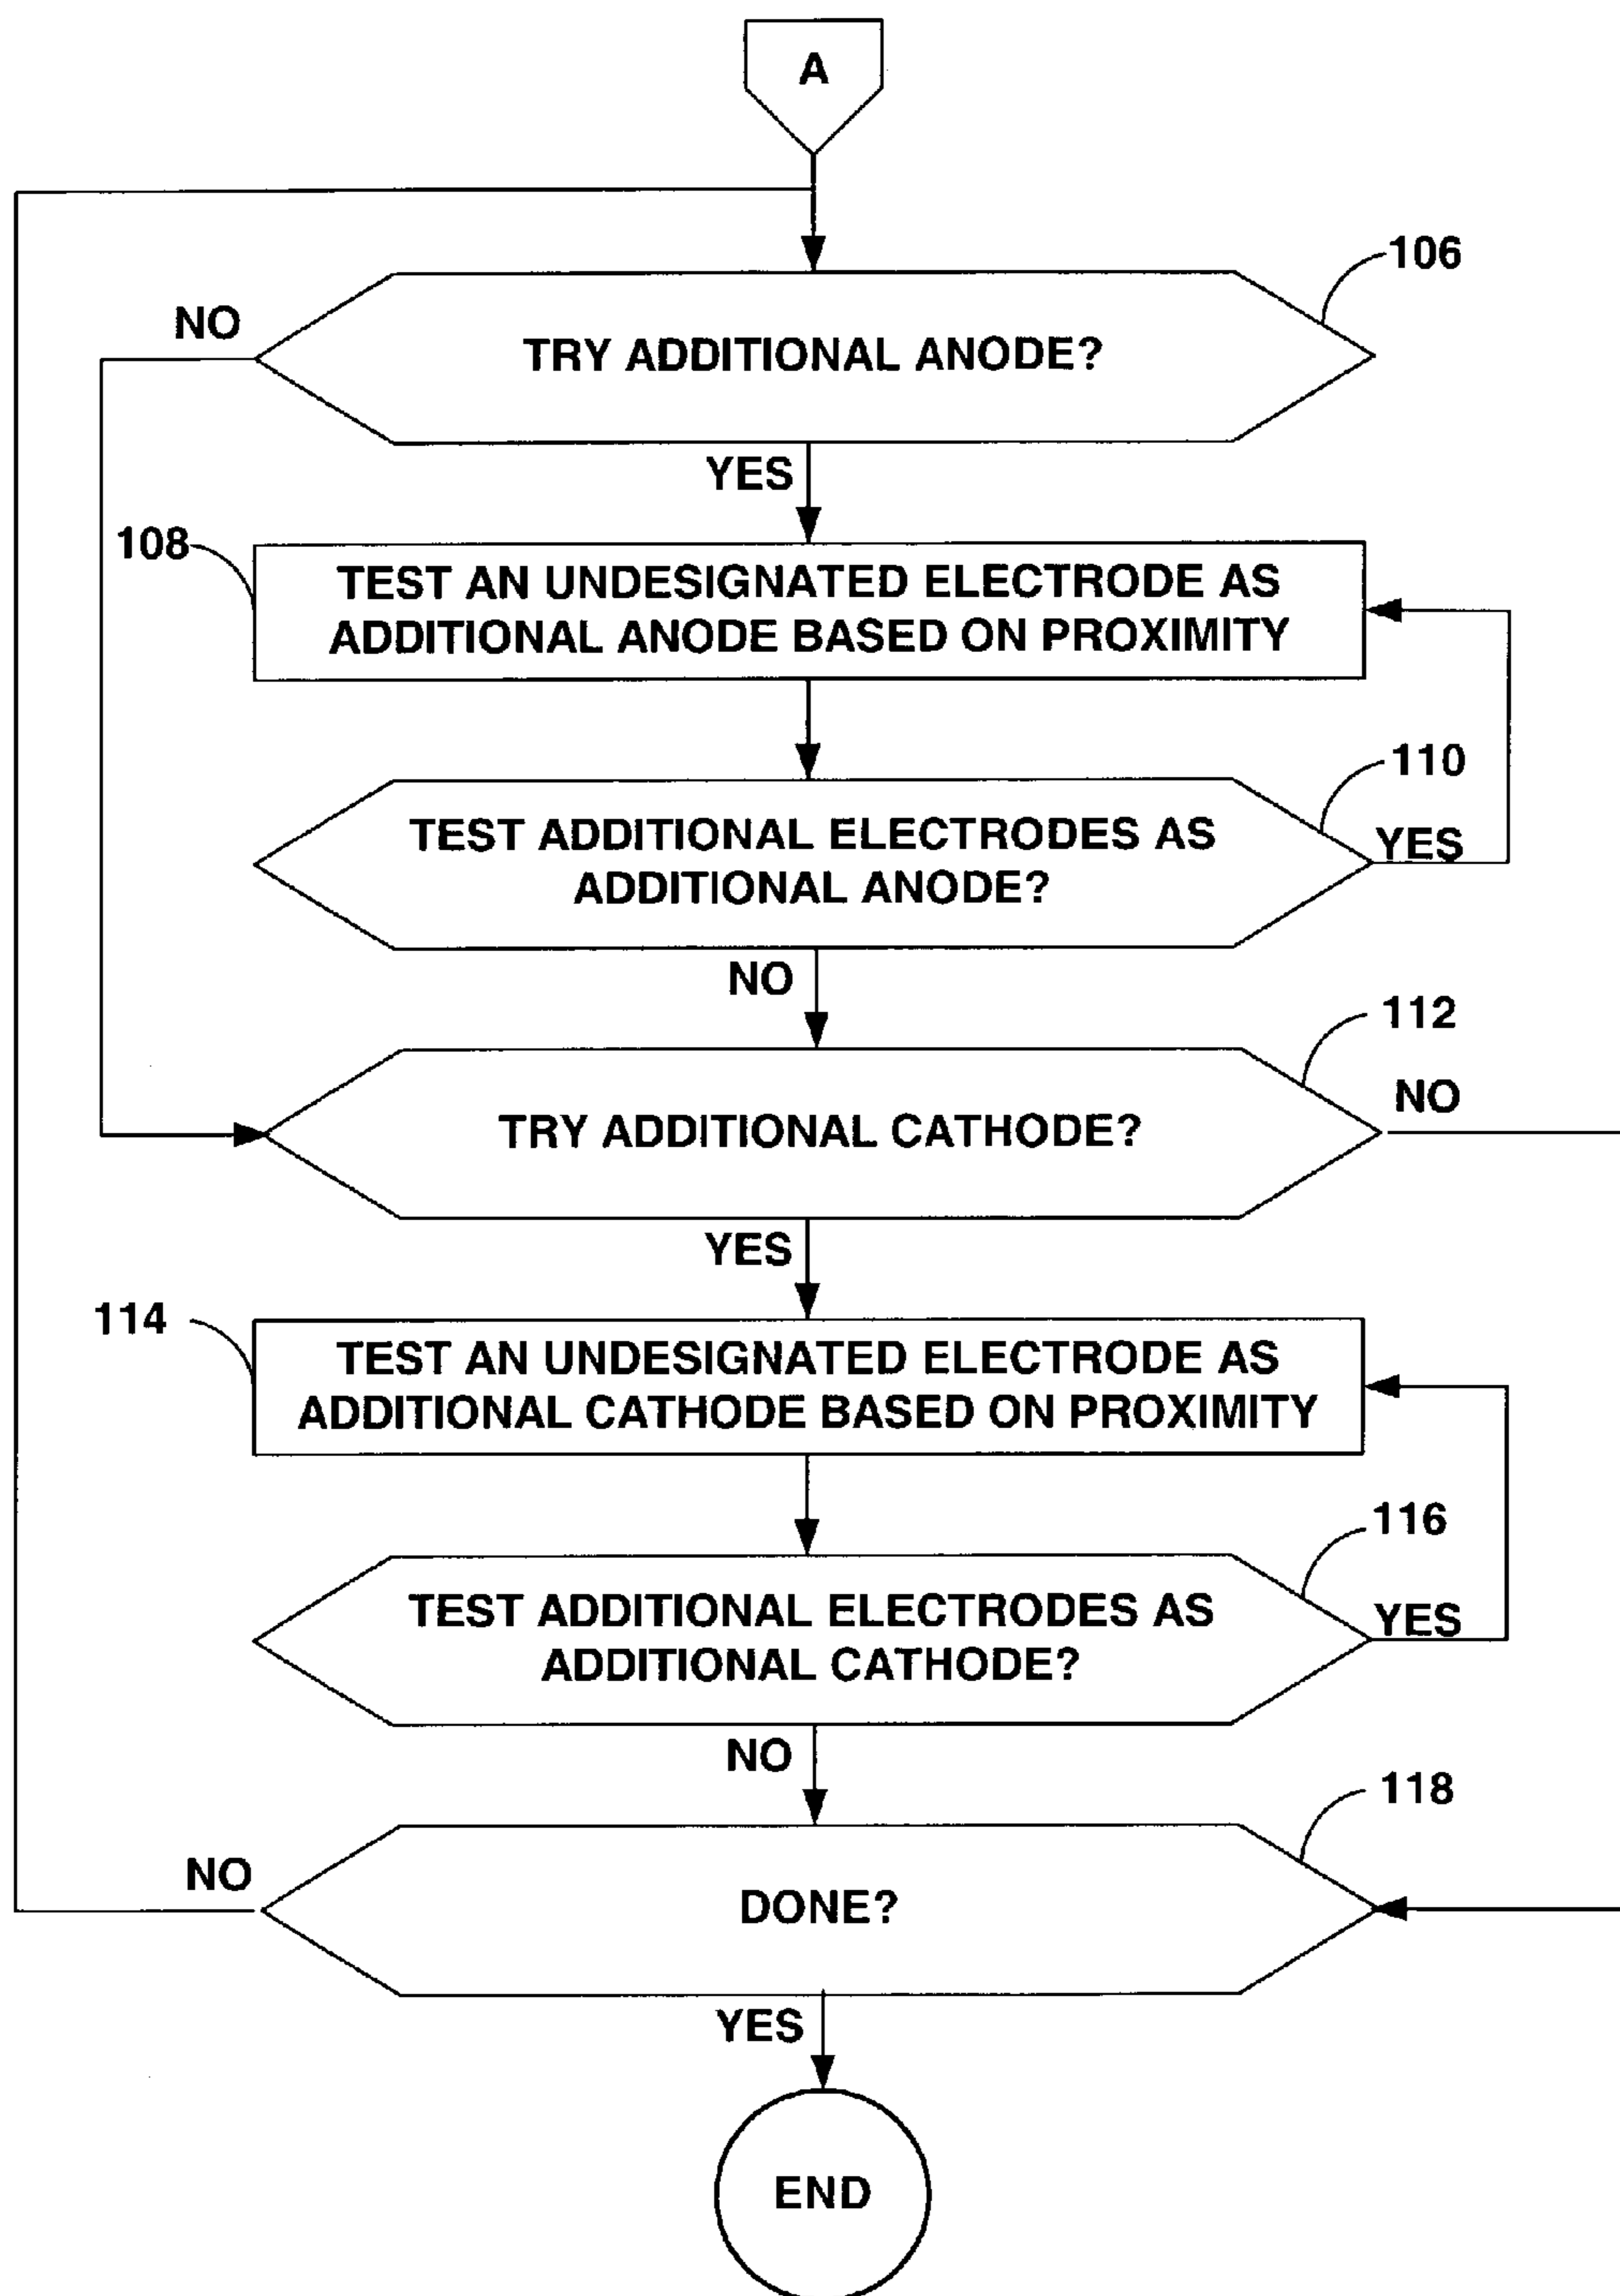 A
106
NO
TRY ADDITIONAL ANODE?
YES
108
TEST AN UNDESIGNATED ELECTRODE AS
ADDITIONAL ANODE BASED ON PROXIMITY
110
TEST ADDITIONAL ELECTRODES AS
ADDITIONAL ANODE?
YES
NO
112
TRY ADDITIONAL CATHODE?
NO
YES
114
TEST AN UNDESIGNATED ELECTRODE AS
ADDITIONAL CATHODE BASED ON PROXIMITY
116
TEST ADDITIONAL ELECTRODES AS
ADDITIONAL CATHODE?
YES
NO
118
NO
DONE?
YES
END